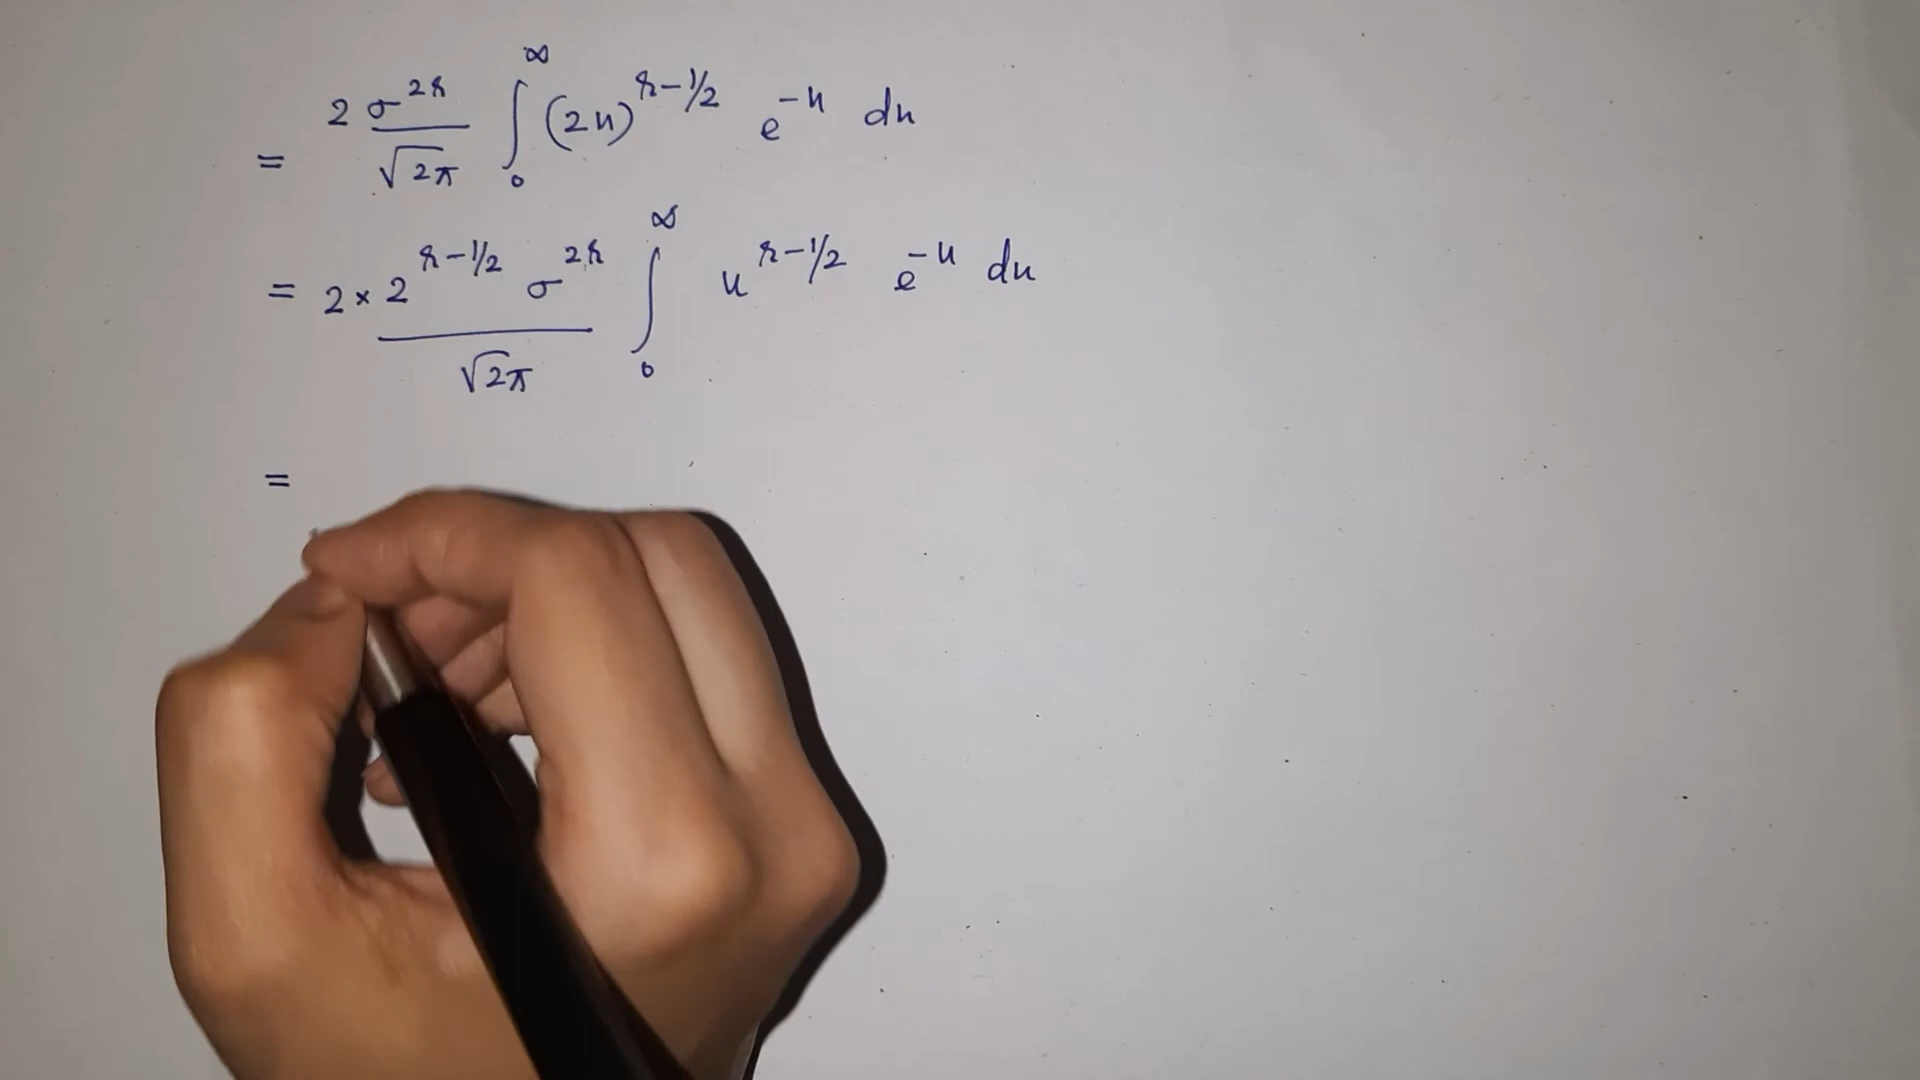 = 2 σ^{2r} / √2π ∫_0^∞ (2u)^{r-1/2} e^{-u} du
= 2 × 2^{r-1/2} σ^{2r} / √2π ∫_0^∞ u^{r-1/2} e^{-u} du
=